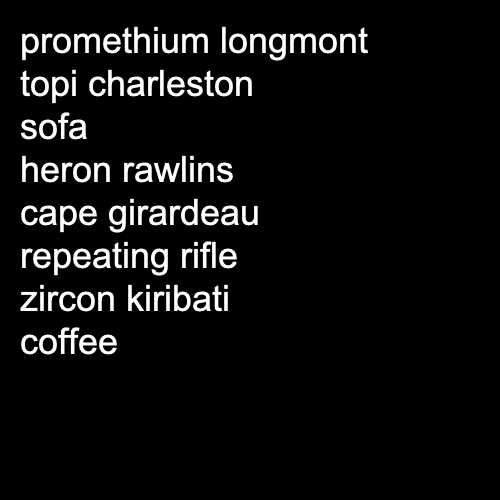 promethium longmont
topi charleston
sofa
heron rawlins
cape girardeau
repeating rifle
zircon kiribati
coffee